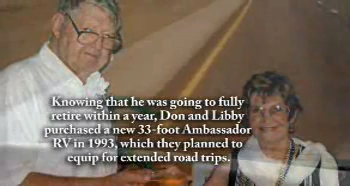 Knowing that he was going to fully
retire within a year, Don and Libby
purchased a new 33-foot Ambassador
RV in 1993, which they planned to
equip for extended road trips.